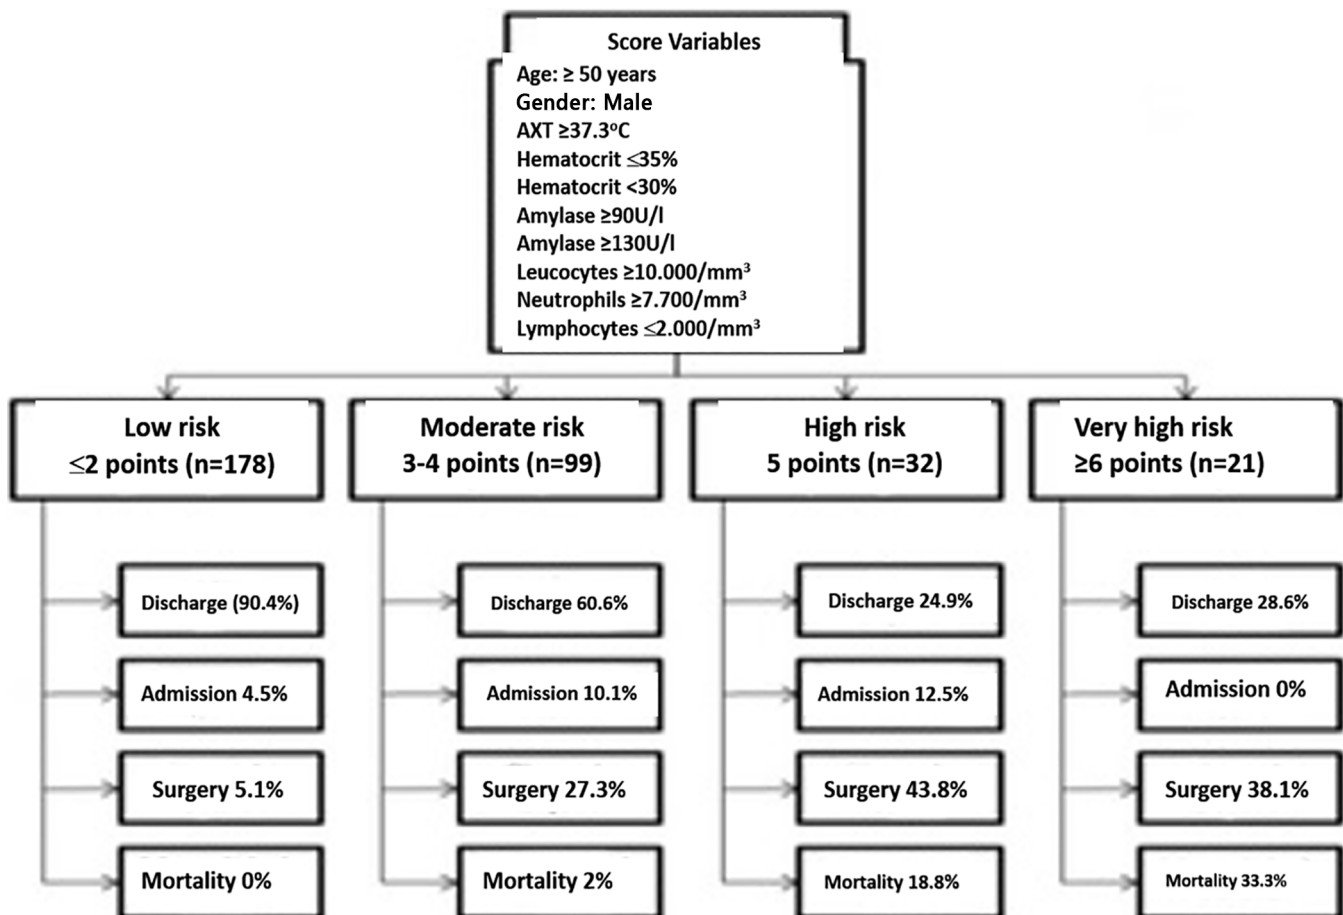 Score Variables
Age: ≥ 50 years
Gender: Male
AXT ≥37.3ºC
Hematocrit ≤35%
Hematocrit <30%
Amylase ≥90U/l
Amylase ≥130U/l
Leucocytes ≥10.000/mm³
Neutrophils ≥7.700/mm³
Lymphocytes ≤2.000/mm³
Low risk
≤2 points (n=178)
Discharge (90.4%)
Admission 4.5%
Surgery 5.1%
Mortality 0%
Moderate risk
3-4 points (n=99)
Discharge 60.6%
Admission 10.1%
Surgery 27.3%
Mortality 2%
High risk
5 points (n=32)
Discharge 24.9%
Admission 12.5%
Surgery 43.8%
Mortality 18.8%
Very high risk
≥6 points (n=21)
Discharge 28.6%
Admission 0%
Surgery 38.1%
Mortality 33.3%